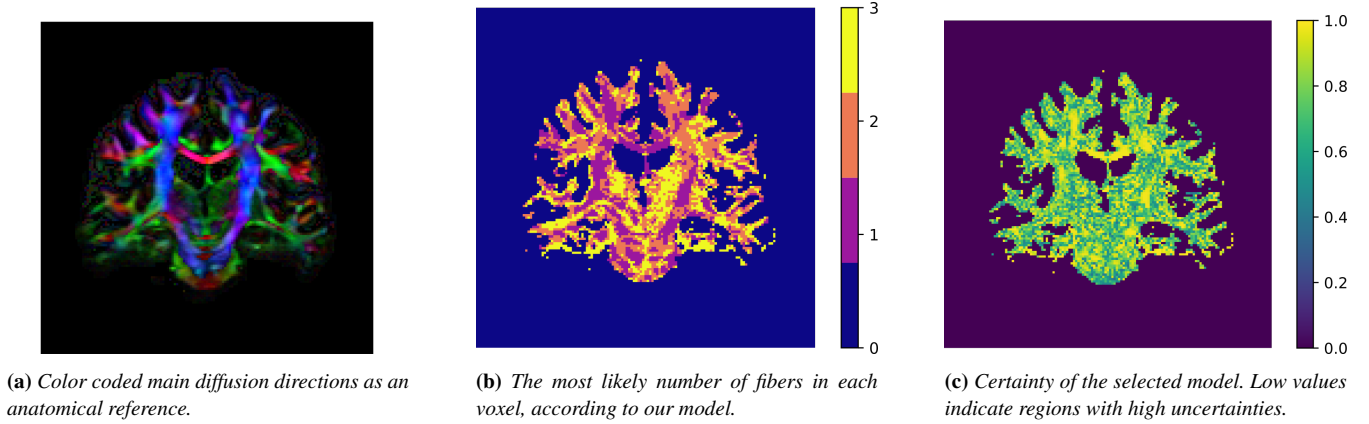 3
2
1
0
1.0
0.8
0.6
0.4
0.2
0.0
(a) Color coded main diffusion directions as an
anatomical reference.
(b) The most likely number of fibers in each
voxel, according to our model.
(c) Certainty of the selected model. Low values
indicate regions with high uncertainties.